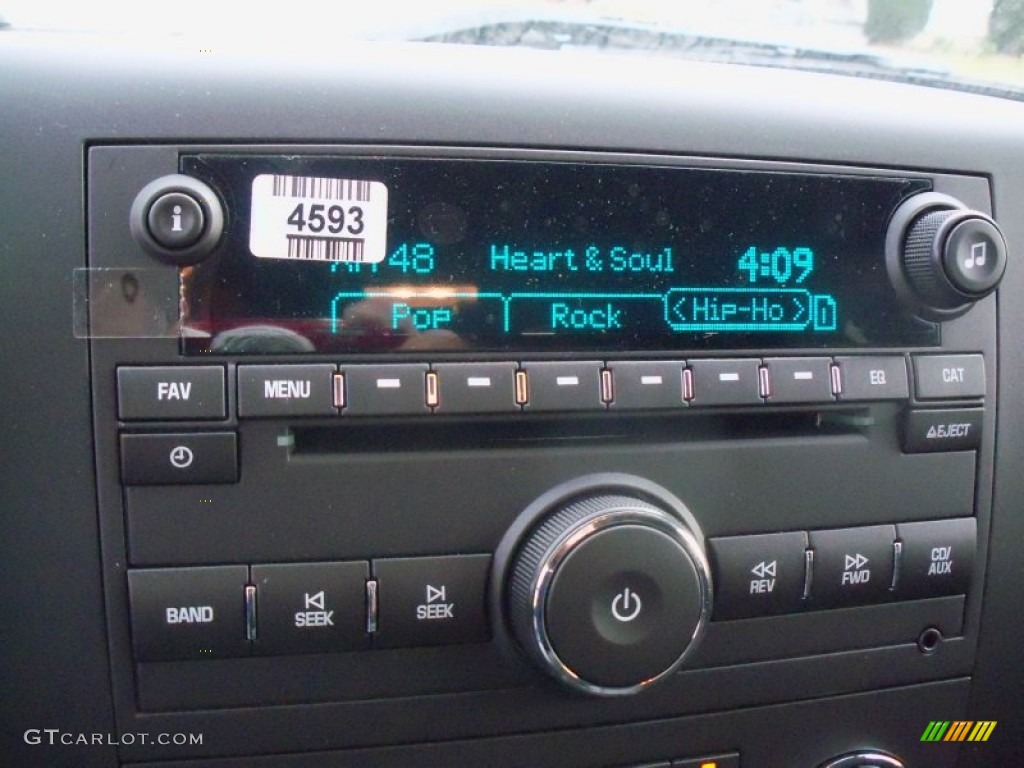 4593
48 Heart & Soul 4:09
Pop Rock <Hip-Ho>
FAV MENU EQ CAT
EJECT
BAND SEEK SEEK REV FWD CD/
AUX
GTCARLOT.COM